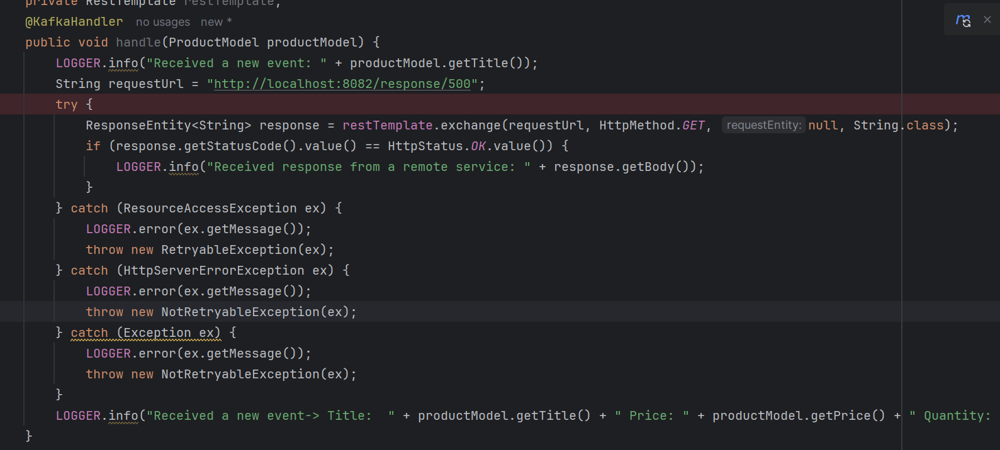 private RestTemplate restTemplate;
@KafkaHandler no usages new *
public void handle(ProductModel productModel) {
LOGGER.info("Received a new event: " + productModel.getTitle());
String requestUrl = "http://localhost:8082/response/500";
try {
ResponseEntity<String> response = restTemplate.exchange(requestUrl, HttpMethod.GET, requestEntity: null, String.class);
if (response.getStatusCode().value() == HttpStatus.OK.value()) {
LOGGER.info("Received response from a remote service: " + response.getBody());
}
} catch (ResourceAccessException ex) {
LOGGER.error(ex.getMessage());
throw new RetryableException(ex);
} catch (HttpServerErrorException ex) {
LOGGER.error(ex.getMessage());
throw new NotRetryableException(ex);
} catch (Exception ex) {
LOGGER.error(ex.getMessage());
throw new NotRetryableException(ex);
}
LOGGER.info("Received a new event-> Title:  " + productModel.getTitle() + " Price: " + productModel.getPrice() + " Quantity:
}